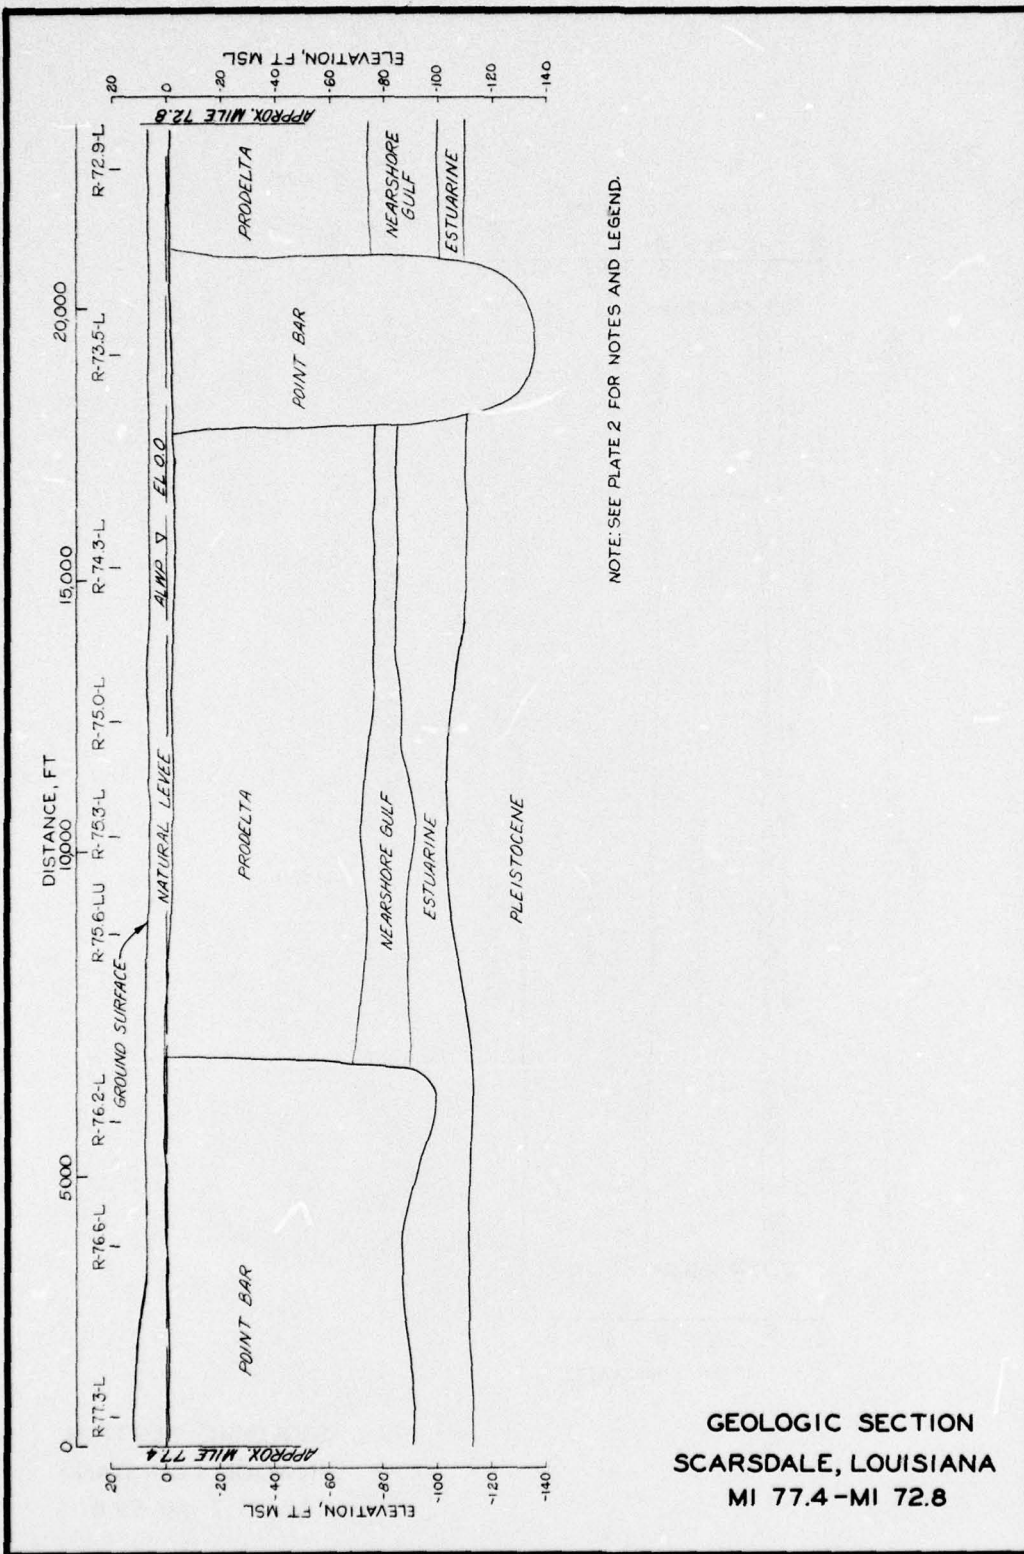 DISTANCE, FT
0
5000
10,000
15,000
20,000
R-77.3-L
R-76.6-L
R-76.2-L
R-75.6-LU
R-75.3-L
R-75.0-L
R-74.3-L
R-73.5-L
R-72.9-L
GROUND SURFACE
ELEVATION, FT MSL
20
0
-20
-40
-60
-80
-100
-120
-140
APPROX. MILE 77.4
NATURAL LEVEE
ALWP EL 0.0
POINT BAR
PRODELTA
POINT BAR
PRODELTA
NEARSHORE GULF
NEARSHORE
GULF
ESTUARINE
ESTUARINE
PLEISTOCENE
APPROX. MILE 72.8
ELEVATION, FT MSL
20
0
-20
-40
-60
-80
-100
-120
-140
NOTE: SEE PLATE 2 FOR NOTES AND LEGEND.
GEOLOGIC SECTION
SCARSDALE, LOUISIANA
MI 77.4-MI 72.8